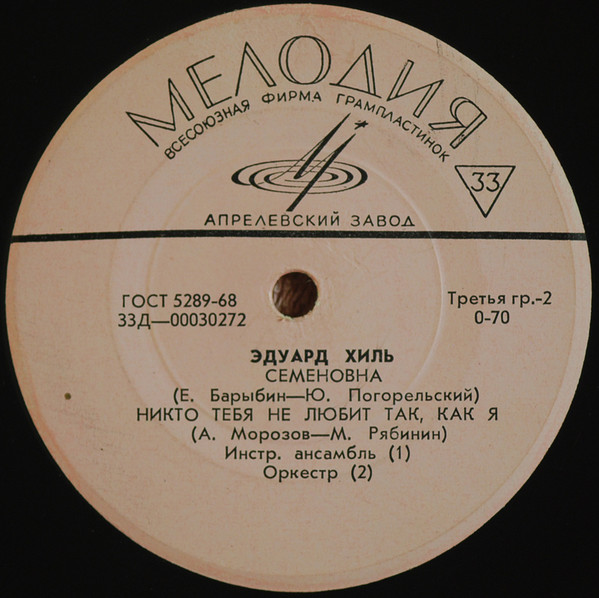 МЕЛОДИЯ
ВСЕСОЮЗНАЯ ФИРМА ГРАМПЛАСТИНОК
33
АПРЕЛЕВСКИЙ ЗАВОД
ГОСТ 5289-68
33Д—00030272
Третья гр.-2
0-70
ЭДУАРД ХИЛЬ
СЕМЕНОВНА
(Е. Барыбин—Ю. Погорельский)
НИКТО ТЕБЯ НЕ ЛЮБИТ ТАК, КАК Я
(А. Морозов—М. Рябинин)
Инстр. ансамбль (1)
Оркестр (2)